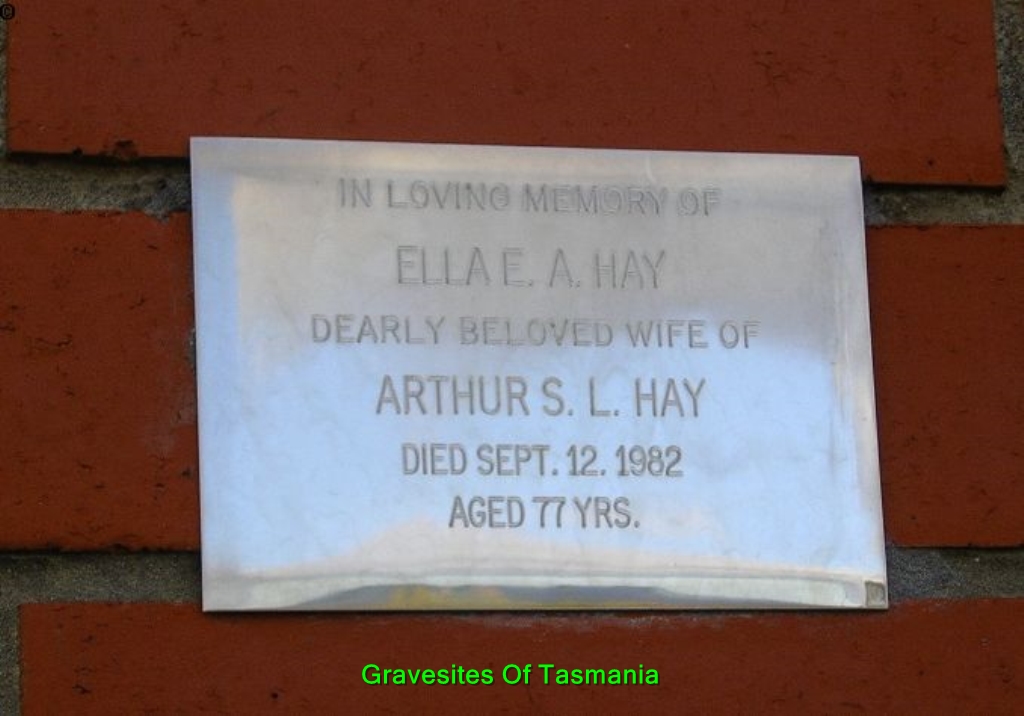 ©
IN LOVING MEMORY OF
ELLA E. A. HAY
DEARLY BELOVED WIFE OF
ARTHUR S. L. HAY
DIED SEPT. 12. 1982
AGED 77 YRS.
Gravesites Of Tasmania